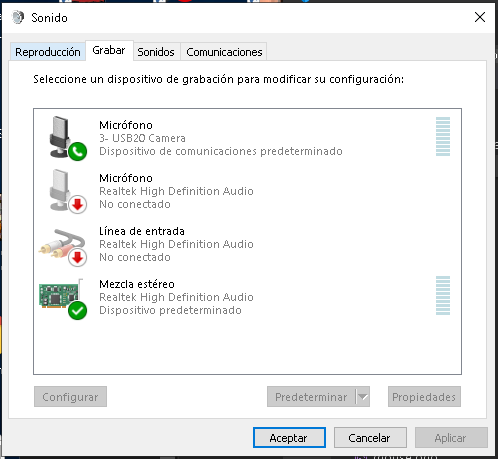 Sonido
Reproducción Grabar Sonidos Comunicaciones
Seleccione un dispositivo de grabación para modificar su configuración:
Micrófono
3- USB20 Camera
Dispositivo de comunicaciones predeterminado
Micrófono
Realtek High Definition Audio
No conectado
Línea de entrada
Realtek High Definition Audio
No conectado
Mezcla estéreo
Realtek High Definition Audio
Dispositivo predeterminado
Configurar Predeterminar Propiedades
Aceptar Cancelar Aplicar